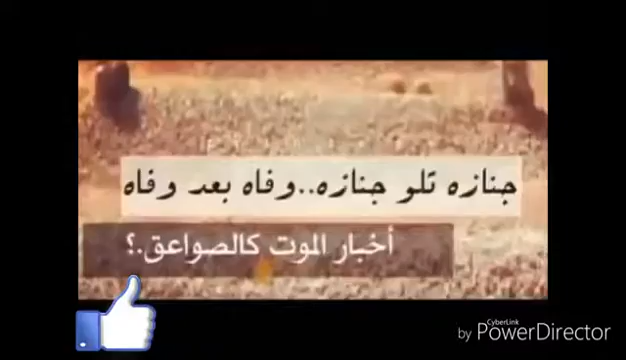 جنازه تلو جنازه..وفاه بعد وفاه
أخبار الموت كالصواعق.؟
CyberLink
by PowerDirector